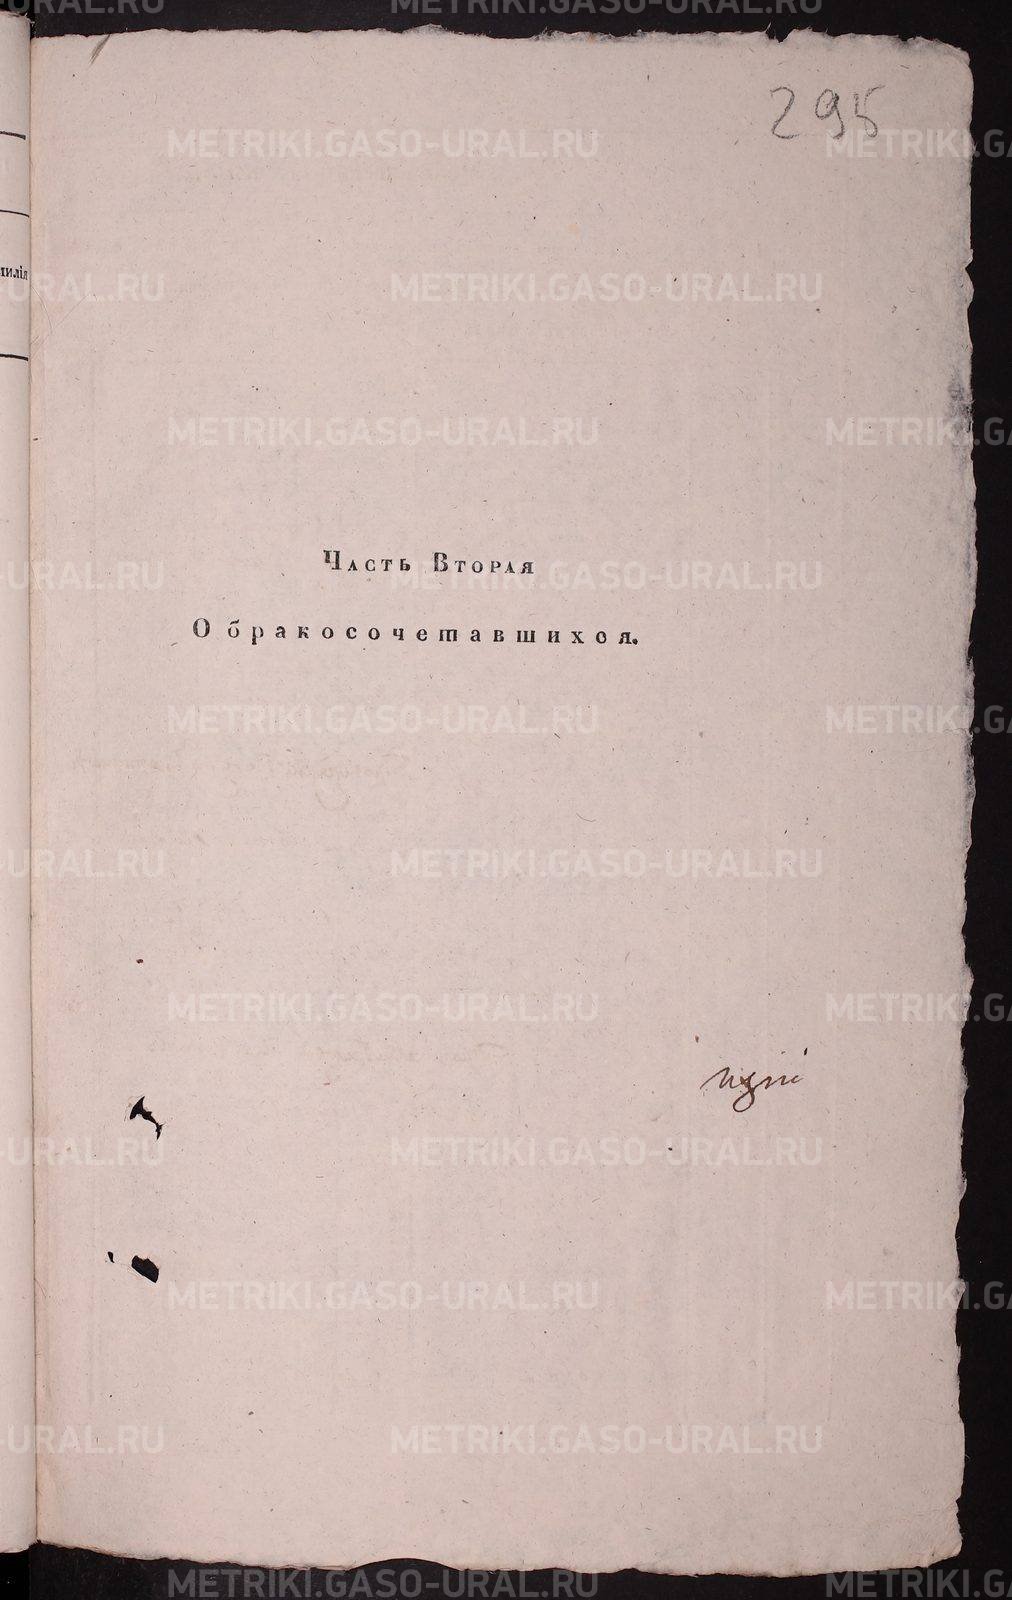 295
Часть Вторая
О бракосочетавшихся.